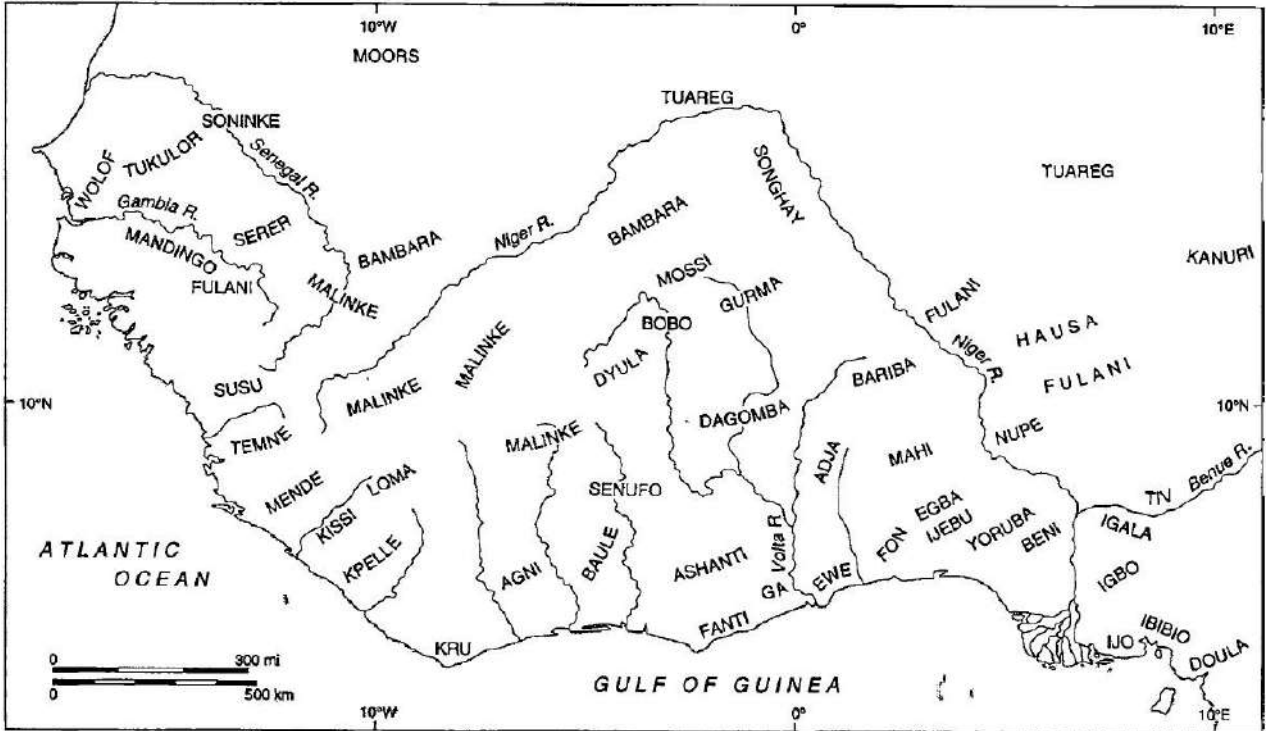 10°W
0°
10°E
MOORS
TUAREG
SONINKE
TUKULOR
WOLOF
Senegal R.
SONGHAY
TUAREG
Gambia R.
SERER
MANDINGO
FULANI
BAMBARA
MALINKE
Niger R.
BAMBARA
KANURI
MOSSI
GURMA
BOBO
FULANI
HAUSA
Niger R.
FULANI
MALINKE
DYULA
BARIBA
SUSU
MALINKE
10°N
10°N
TEMNE
DAGOMBA
NUPE
MALINKE
ADJA
MAHI
MENDE
LOMA
SENUFO
Benue R.
TIV
KISSI
KPELLE
EGBA
IJEBU
YORUBA
BENI
IGALA
FON
Volta R.
ATLANTIC
OCEAN
AGNI
BAULE
ASHANTI
GA
EWE
IGBO
FANTI
KRU
IBIBIO
IJO
DOULA
0
300 mi
0
500 km
GULF OF GUINEA
10°W
0°
10°E